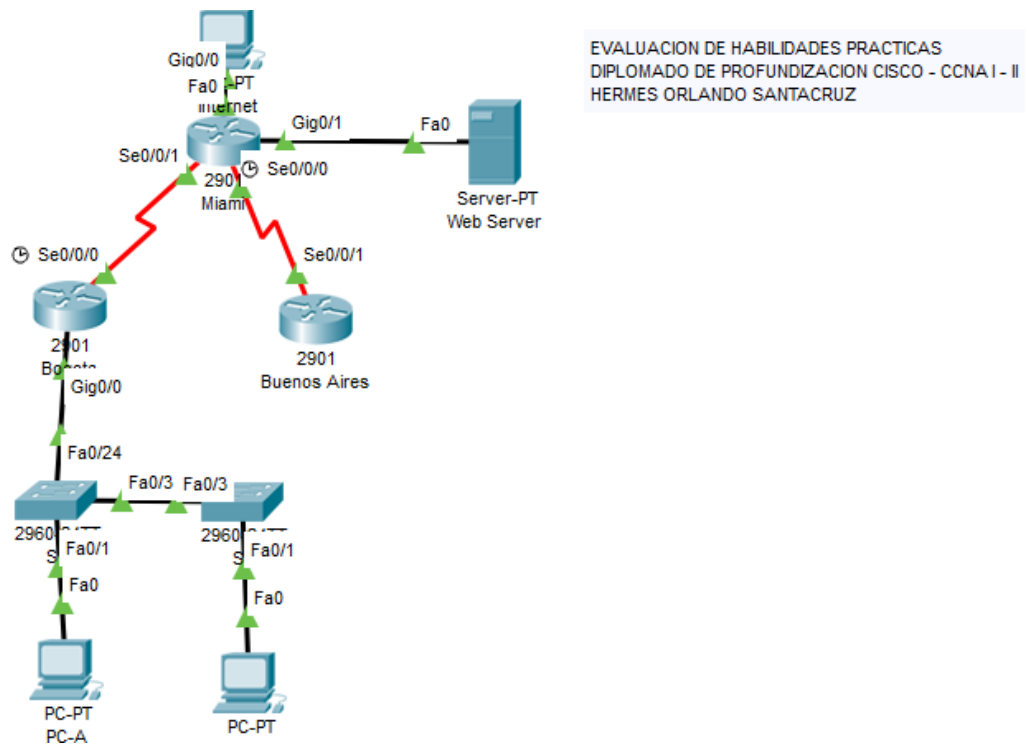 EVALUACION DE HABILIDADES PRACTICAS
DIPLOMADO DE PROFUNDIZACION CISCO - CCNA I - II
HERMES ORLANDO SANTACRUZ
Gig0/0
Fa0
Gig0/1
Fa0
Se0/0/1
Se0/0/0
2901
Miami
Server-PT
Web Server
Se0/0/0
Se0/0/1
2901
2901
Buenos Aires
Gig0/0
Fa0/24
Fa0/3
Fa0/3
Fa0/1
Fa0/1
Fa0
Fa0
PC-PT
PC-A
PC-PT